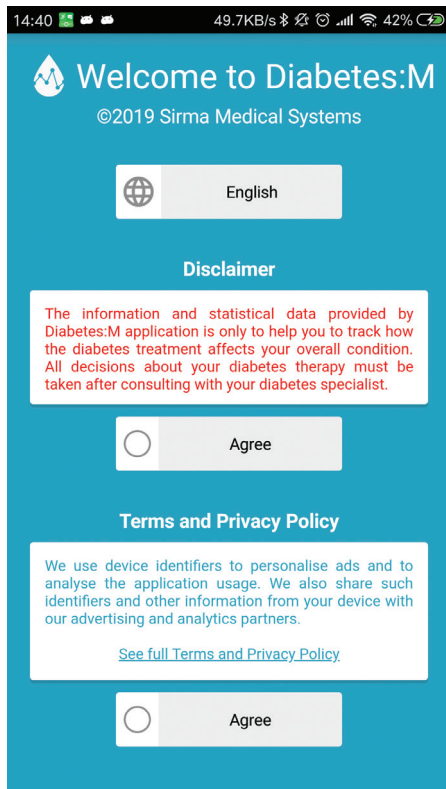 14:40 49.7KB/s 42%
Welcome to Diabetes:M
©2019 Sirma Medical Systems
English
Disclaimer
The information and statistical data provided by
Diabetes:M application is only to help you to track how
the diabetes treatment affects your overall condition.
All decisions about your diabetes therapy must be
taken after consulting with your diabetes specialist.
Agree
Terms and Privacy Policy
We use device identifiers to personalise ads and to
analyse the application usage. We also share such
identifiers and other information from your device with
our advertising and analytics partners.
See full Terms and Privacy Policy
Agree